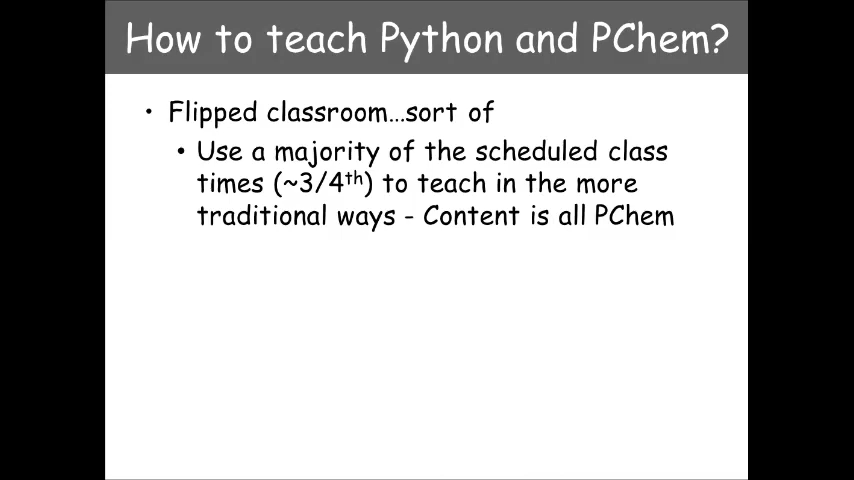 How to teach Python and PChem?
• Flipped classroom...sort of
• Use a majority of the scheduled class
times (~3/4th) to teach in the more
traditional ways - Content is all PChem